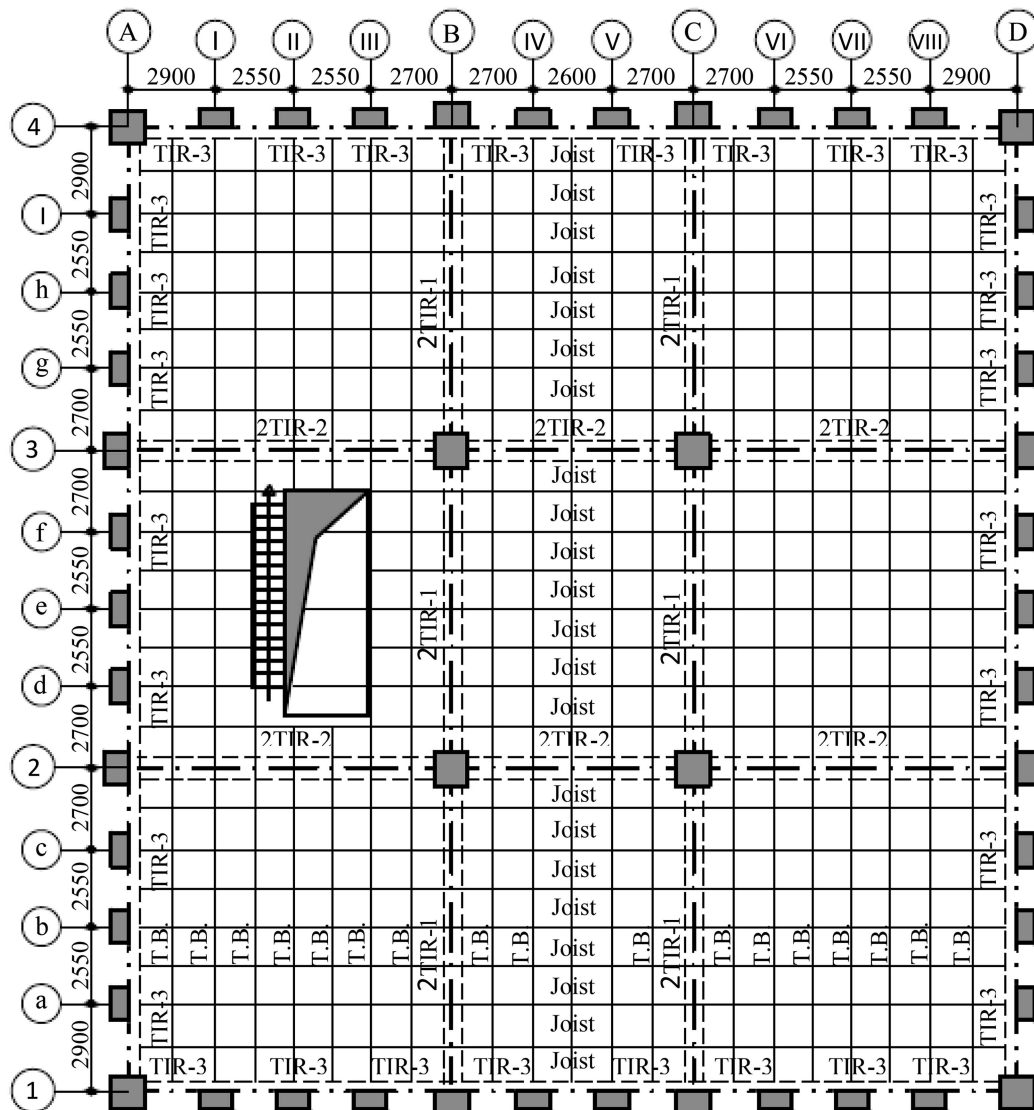 A I II III B IV V C VI VII VIII D
2900 2550 2550 2700 2700 2600 2700 2700 2550 2550 2900
4
TIR-3 TIR-3 TIR-3 TIR-3 Joist TIR-3 TIR-3 TIR-3 TIR-3
2900
Joist
I TIR-3 TIR-3
Joist
2550
Joist
h TIR-3 2TIR-1 2TIR-1 TIR-3
Joist
2550
Joist
g TIR-3 TIR-3
Joist
2700
2TIR-2 2TIR-2 2TIR-2
3
Joist
2700
Joist
f TIR-3 TIR-3
Joist
2550
Joist
e 2TIR-1 2TIR-1
Joist
2550
Joist
d TIR-3 TIR-3
Joist
2700
2TIR-2 2TIR-2 2TIR-2
2
Joist
2700
Joist
c TIR-3 TIR-3
Joist
2550
Joist
b T.B. T.B. T.B. T.B. T.B. T.B. T.B. 2TIR-1 T.B. T.B. Joist T.B. 2TIR-1 T.B. T.B. T.B. T.B. T.B. T.B. T.B.
2550
Joist
a TIR-3 TIR-3
Joist
2900
TIR-3 TIR-3 TIR-3 TIR-3 Joist TIR-3 TIR-3 TIR-3 TIR-3
1